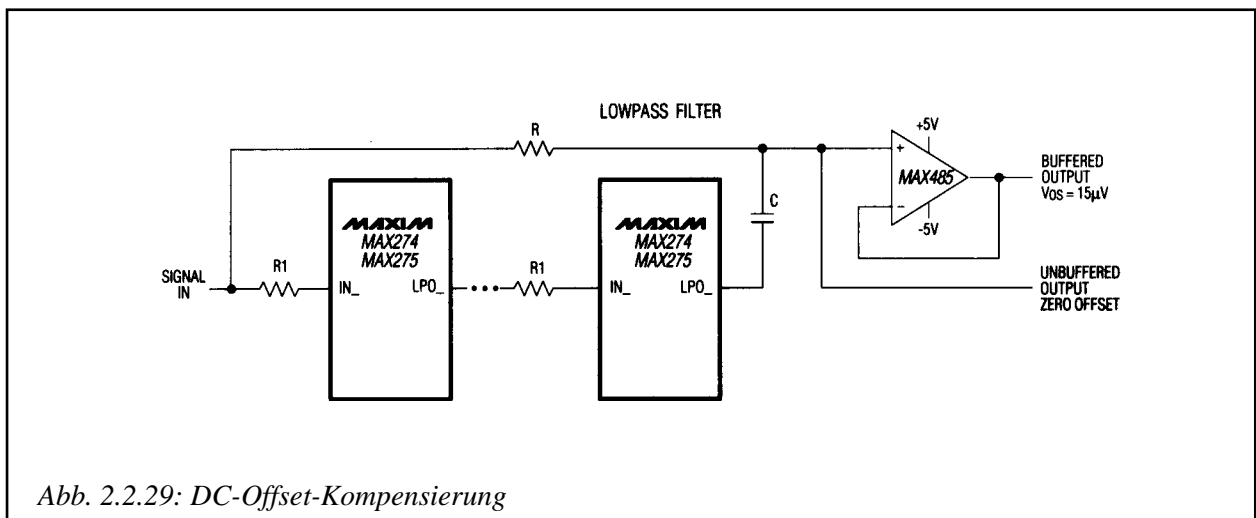 LOWPASS FILTER
R
+5V
+
MAX485
−
-5V
BUFFERED
OUTPUT
VOS = 15μV
C
MAXIM
MAX274
MAX275
MAXIM
MAX274
MAX275
SIGNAL
IN
R1
IN_
LPO_
R1
IN_
LPO_
UNBUFFERED
OUTPUT
ZERO OFFSET
Abb. 2.2.29: DC-Offset-Kompensierung